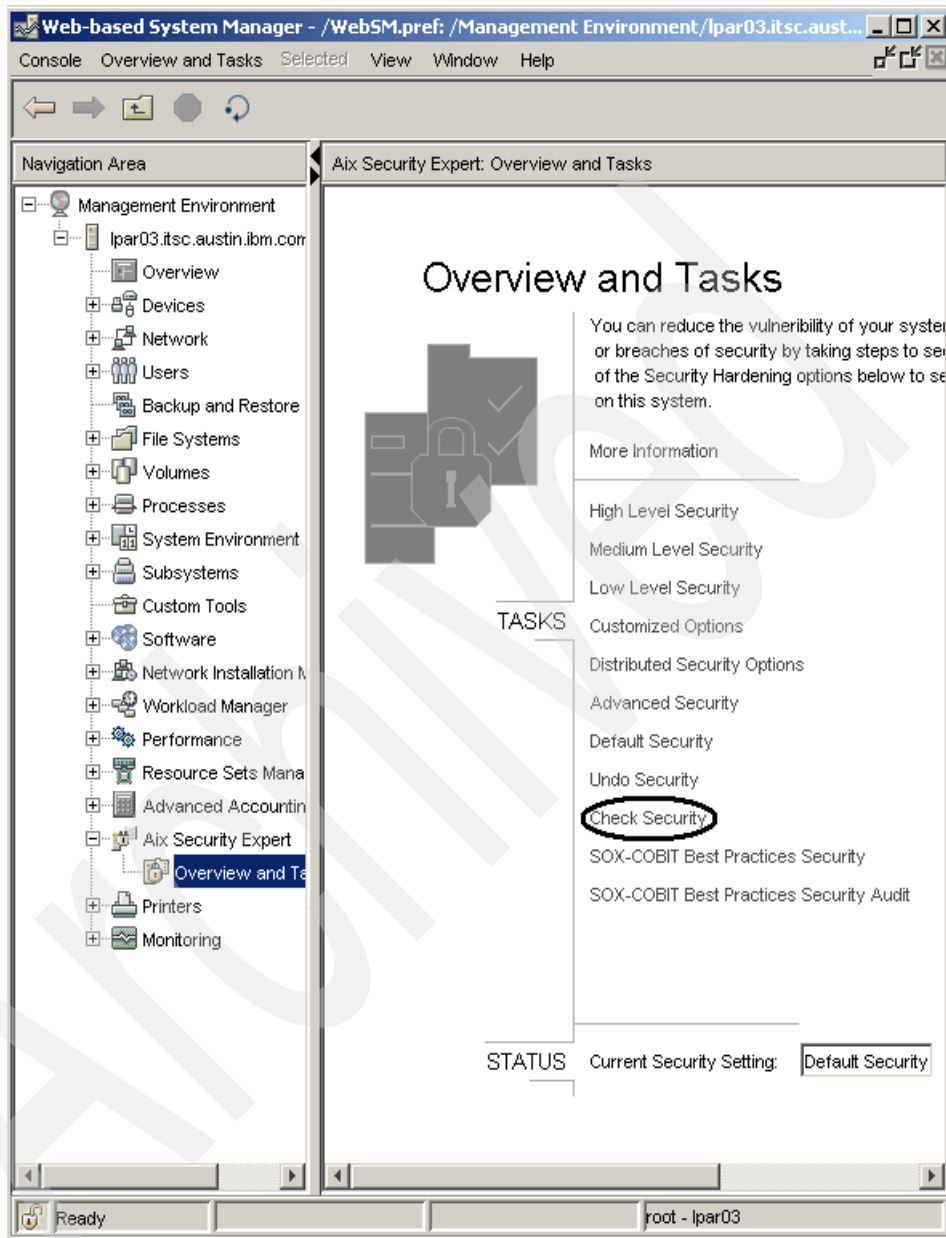 Web-based System Manager - /WebSM.pref: /Management Environment/lpar03.itsc.aust...
Console Overview and Tasks Selected View Window Help
Navigation Area
Aix Security Expert: Overview and Tasks
Management Environment
lpar03.itsc.austin.ibm.com
Overview
Devices
Network
Users
Backup and Restore
File Systems
Volumes
Processes
System Environment
Subsystems
Custom Tools
Software
Network Installation M
Workload Manager
Performance
Resource Sets Mana
Advanced Accountin
Aix Security Expert
Overview and Ta
Printers
Monitoring
Overview and Tasks
You can reduce the vulneribility of your system
or breaches of security by taking steps to se
of the Security Hardening options below to se
on this system.
More Information
TASKS
High Level Security
Medium Level Security
Low Level Security
Customized Options
Distributed Security Options
Advanced Security
Default Security
Undo Security
Check Security
SOX-COBIT Best Practices Security
SOX-COBIT Best Practices Security Audit
STATUS
Current Security Setting: Default Security
Ready
root - lpar03
Archived